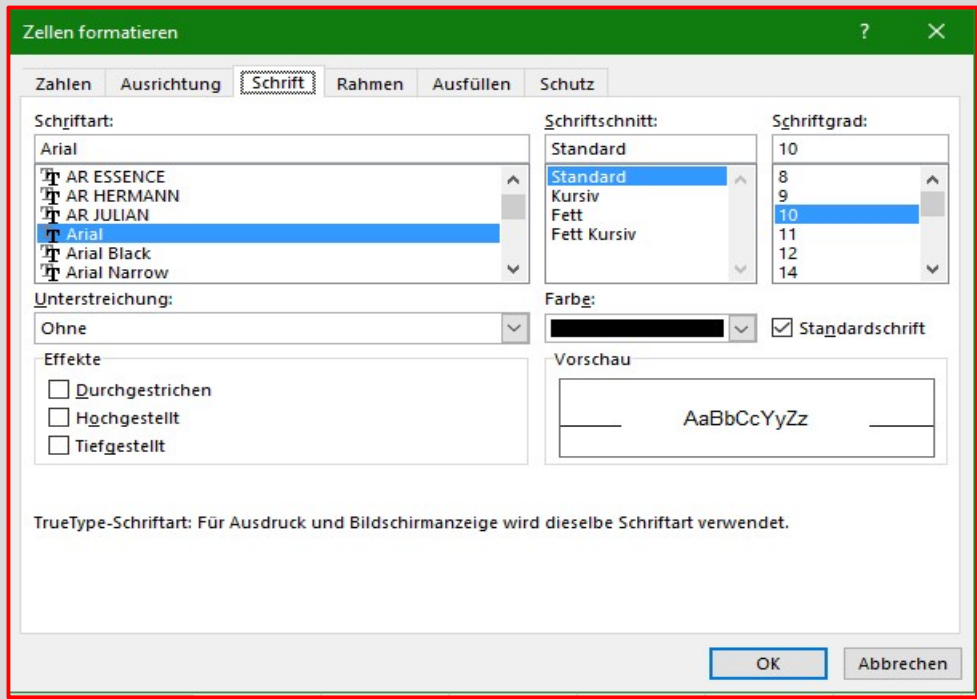 Zellen formatieren ?
Zahlen Ausrichtung Schrift Rahmen Ausfüllen Schutz
Schriftart:
Arial
AR ESSENCE
AR HERMANN
AR JULIAN
Arial
Arial Black
Arial Narrow
Schriftschnitt:
Standard
Standard
Kursiv
Fett
Fett Kursiv
Schriftgrad:
10
8
9
10
11
12
14
Unterstreichung:
Ohne
Farbe:
Standardschrift
Effekte
Durchgestrichen
Hochgestellt
Tiefgestellt
Vorschau
AaBbCcYyZz
TrueType-Schriftart: Für Ausdruck und Bildschirmanzeige wird dieselbe Schriftart verwendet.
OK Abbrechen